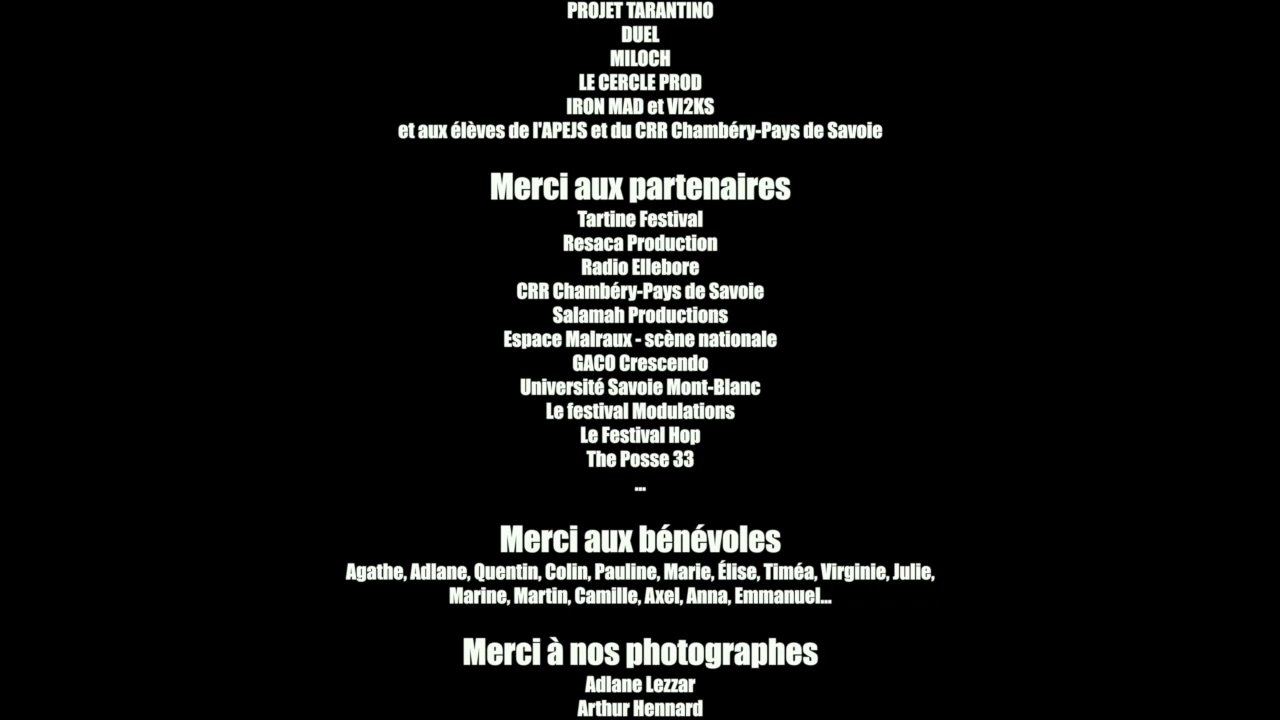 PROJET TARANTINO
DUEL
MILOCH
LE CERCLE PROD
IRON MAD et VI2KS
et aux élèves de l'APEJS et du CRR Chambéry-Pays de Savoie
Merci aux partenaires
Tartine Festival
Resaca Production
Radio Ellebore
CRR Chambéry-Pays de Savoie
Salamah Productions
Espace Malraux - scène nationale
GACO Crescendo
Université Savoie Mont-Blanc
Le festival Modulations
Le Festival Hop
The Posse 33
...
Merci aux bénévoles
Agathe, Adlane, Quentin, Colin, Pauline, Marie, Élise, Timéa, Virginie, Julie,
Marine, Martin, Camille, Axel, Anna, Emmanuel...
Merci à nos photographes
Adlane Lezzar
Arthur Hennard